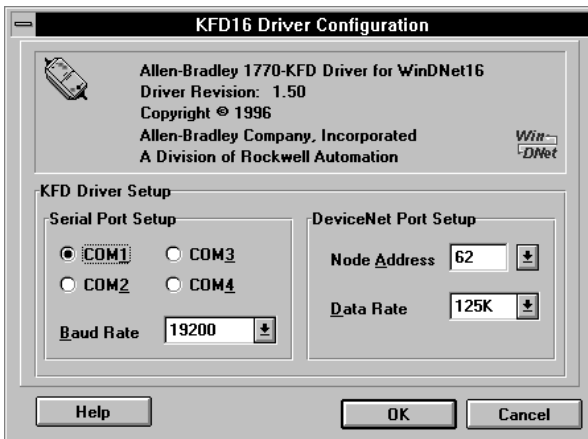 KFD16 Driver Configuration
Allen-Bradley 1770-KFD Driver for WinDNet16
Driver Revision: 1.50
Copyright © 1996
Allen-Bradley Company, Incorporated
A Division of Rockwell Automation
Win
DNet
KFD Driver Setup
Serial Port Setup
COM1
COM3
COM2
COM4
Baud Rate
19200
DeviceNet Port Setup
Node Address
62
Data Rate
125K
Help
OK
Cancel